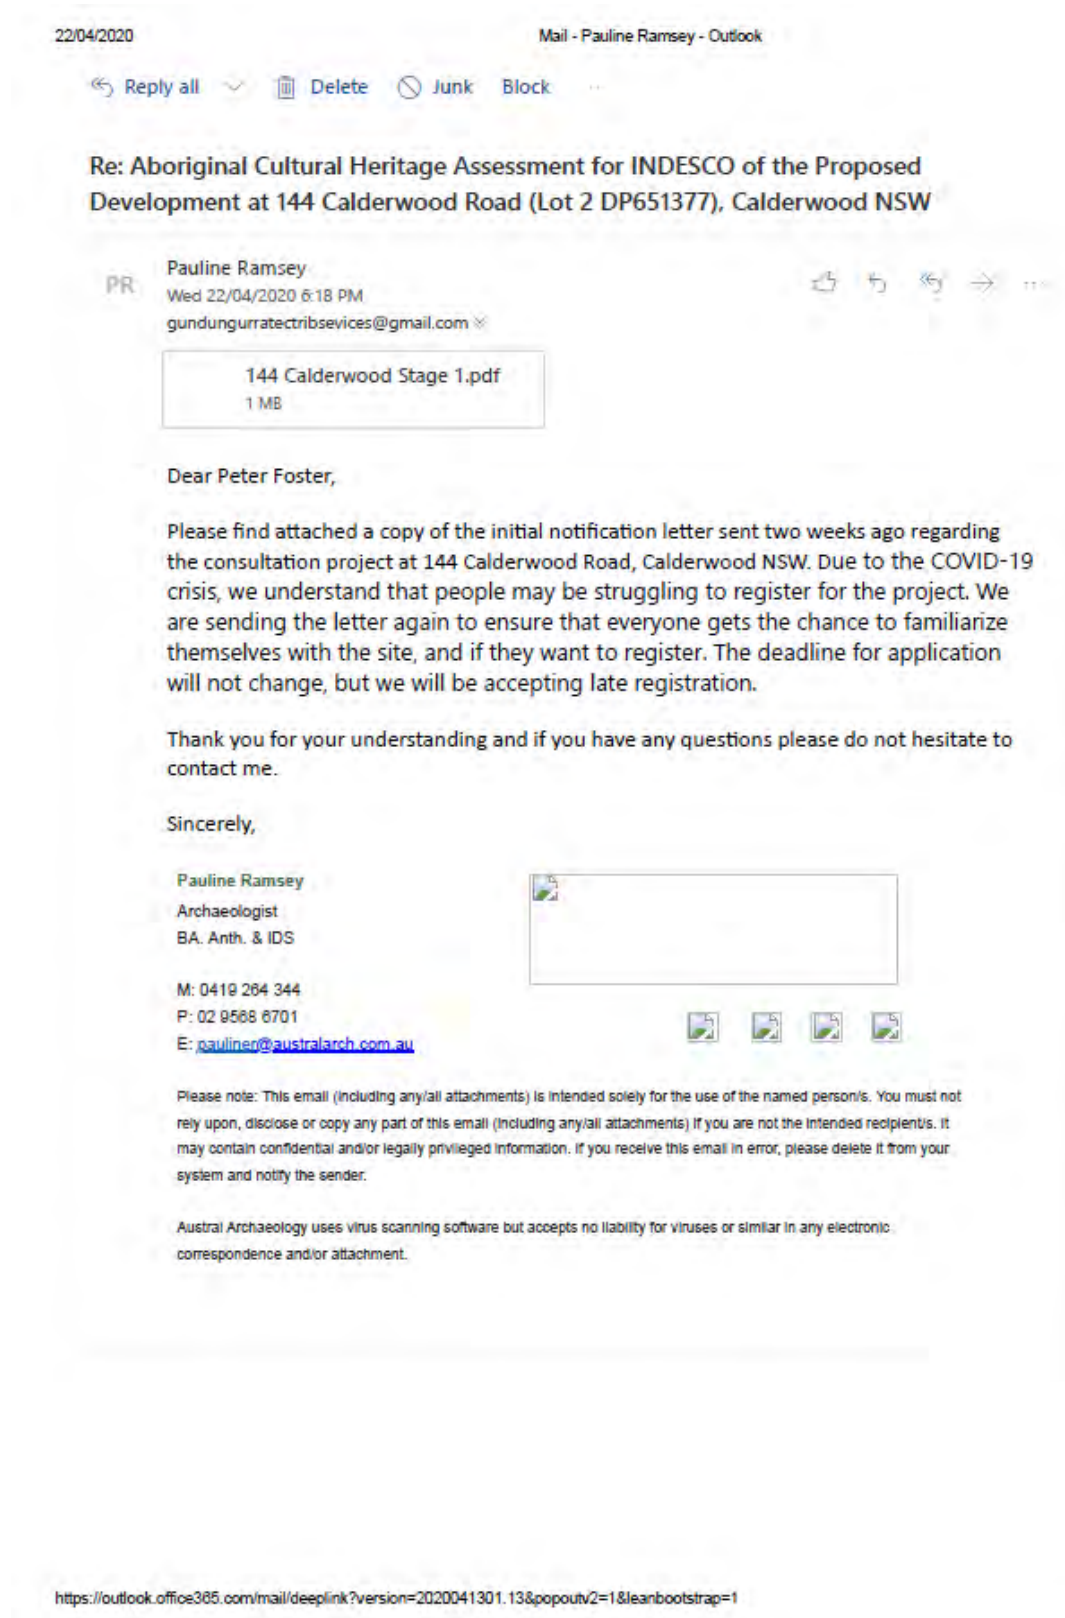 22/04/2020
Mail - Pauline Ramsey - Outlook
Reply all
Delete
Junk
Block
Re: Aboriginal Cultural Heritage Assessment for INDESCO of the Proposed
Development at 144 Calderwood Road (Lot 2 DP651377), Calderwood NSW
PR
Pauline Ramsey
Wed 22/04/2020 6:18 PM
gundungurratectribsevices@gmail.com
144 Calderwood Stage 1.pdf
1 MB
Dear Peter Foster,
Please find attached a copy of the initial notification letter sent two weeks ago regarding
the consultation project at 144 Calderwood Road, Calderwood NSW. Due to the COVID-19
crisis, we understand that people may be struggling to register for the project. We
are sending the letter again to ensure that everyone gets the chance to familiarize
themselves with the site, and if they want to register. The deadline for application
will not change, but we will be accepting late registration.
Thank you for your understanding and if you have any questions please do not hesitate to
contact me.
Sincerely,
Pauline Ramsey
Archaeologist
BA. Anth. & IDS
M: 0419 264 344
P: 02 9568 6701
E: pauliner@australarch.com.au
Please note: This email (including any/all attachments) is intended solely for the use of the named person/s. You must not
rely upon, disclose or copy any part of this email (including any/all attachments) if you are not the intended recipient/s. It
may contain confidential and/or legally privileged information. If you receive this email in error, please delete it from your
system and notify the sender.
Austral Archaeology uses virus scanning software but accepts no liability for viruses or similar in any electronic
correspondence and/or attachment.
https://outlook.office365.com/mail/deeplink?version=2020041301.13&popoutv2=1&leanbootstrap=1